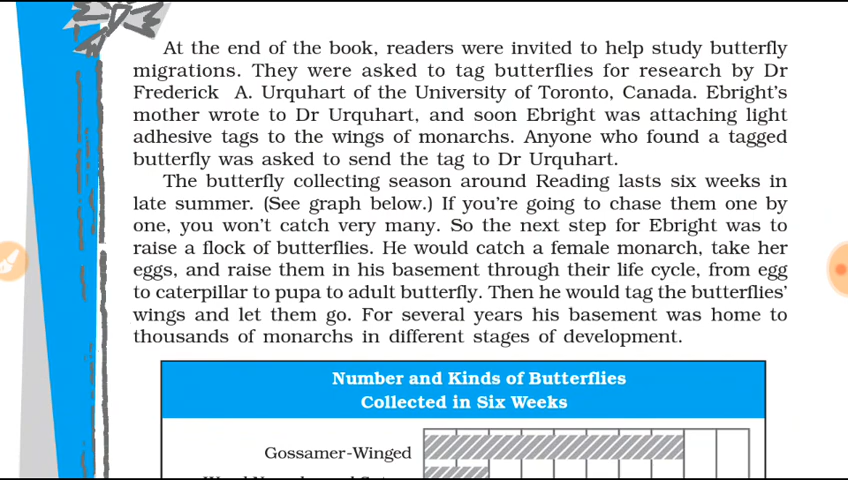 At the end of the book, readers were invited to help study butterfly
migrations. They were asked to tag butterflies for research by Dr
Frederick A. Urquhart of the University of Toronto, Canada. Ebright's
mother wrote to Dr Urquhart, and soon Ebright was attaching light
adhesive tags to the wings of monarchs. Anyone who found a tagged
butterfly was asked to send the tag to Dr Urquhart.
The butterfly collecting season around Reading lasts six weeks in
late summer. (See graph below.) If you're going to chase them one by
one, you won't catch very many. So the next step for Ebright was to
raise a flock of butterflies. He would catch a female monarch, take her
eggs, and raise them in his basement through their life cycle, from egg
to caterpillar to pupa to adult butterfly. Then he would tag the butterflies'
wings and let them go. For several years his basement was home to
thousands of monarchs in different stages of development.
Number and Kinds of Butterflies
Collected in Six Weeks
Gossamer-Winged